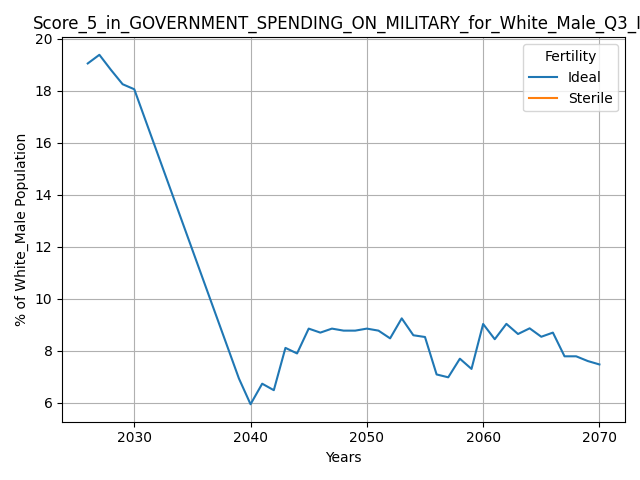 Score_5_in_GOVERNMENT_SPENDING_ON_MILITARY_for_White_Male_Q3_I
20
18
16
14
12
10
8
6
% of White_Male Population
Fertility
Ideal
Sterile
2030 2040 2050 2060 2070
Years